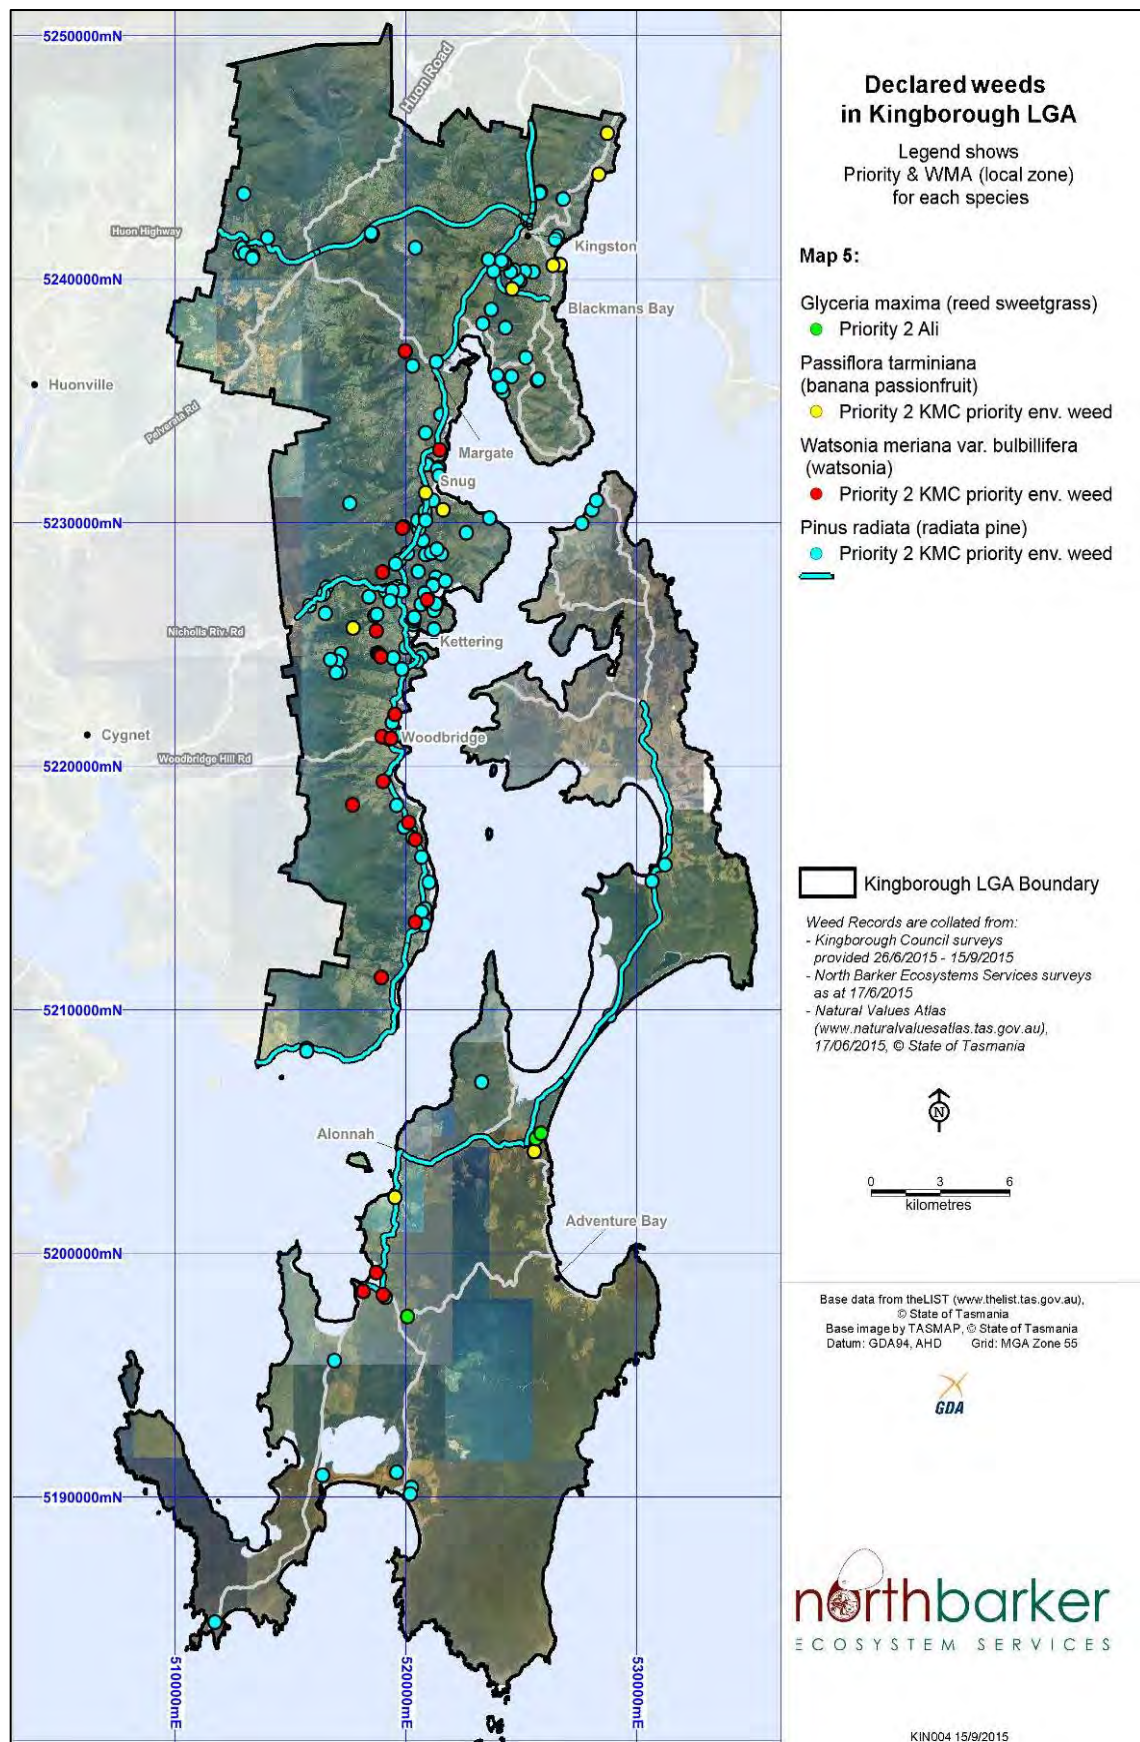 5250000mN
Huon Road
Huon Highway
Kingston
5240000mN
Blackmans Bay
Huonville
Pelverata Rd
Margate
Snug
5230000mN
Nicholls Riv. Rd
Kettering
Cygnet
Woodbridge
Woodbridge Hill Rd
5220000mN
5210000mN
Alonnah
Adventure Bay
5200000mN
5190000mN
510000mE
520000mE
530000mE
Declared weeds
in Kingborough LGA
Legend shows
Priority & WMA (local zone)
for each species
Map 5:
Glyceria maxima (reed sweetgrass)
Priority 2 Ali
Passiflora tarminiana
(banana passionfruit)
Priority 2 KMC priority env. weed
Watsonia meriana var. bulbillifera
(watsonia)
Priority 2 KMC priority env. weed
Pinus radiata (radiata pine)
Priority 2 KMC priority env. weed
Kingborough LGA Boundary
Weed Records are collated from:
- Kingborough Council surveys
provided 26/6/2015 - 15/9/2015
- North Barker Ecosystems Services surveys
as at 17/6/2015
- Natural Values Atlas
(www.naturalvaluesatlas.tas.gov.au),
17/06/2015, © State of Tasmania
N
0 3 6
kilometres
Base data from theLIST (www.thelist.tas.gov.au),
© State of Tasmania
Base image by TASMAP, © State of Tasmania
Datum: GDA94, AHD Grid: MGA Zone 55
GDA
northbarker
ECOSYSTEM SERVICES
KIN004 15/9/2015